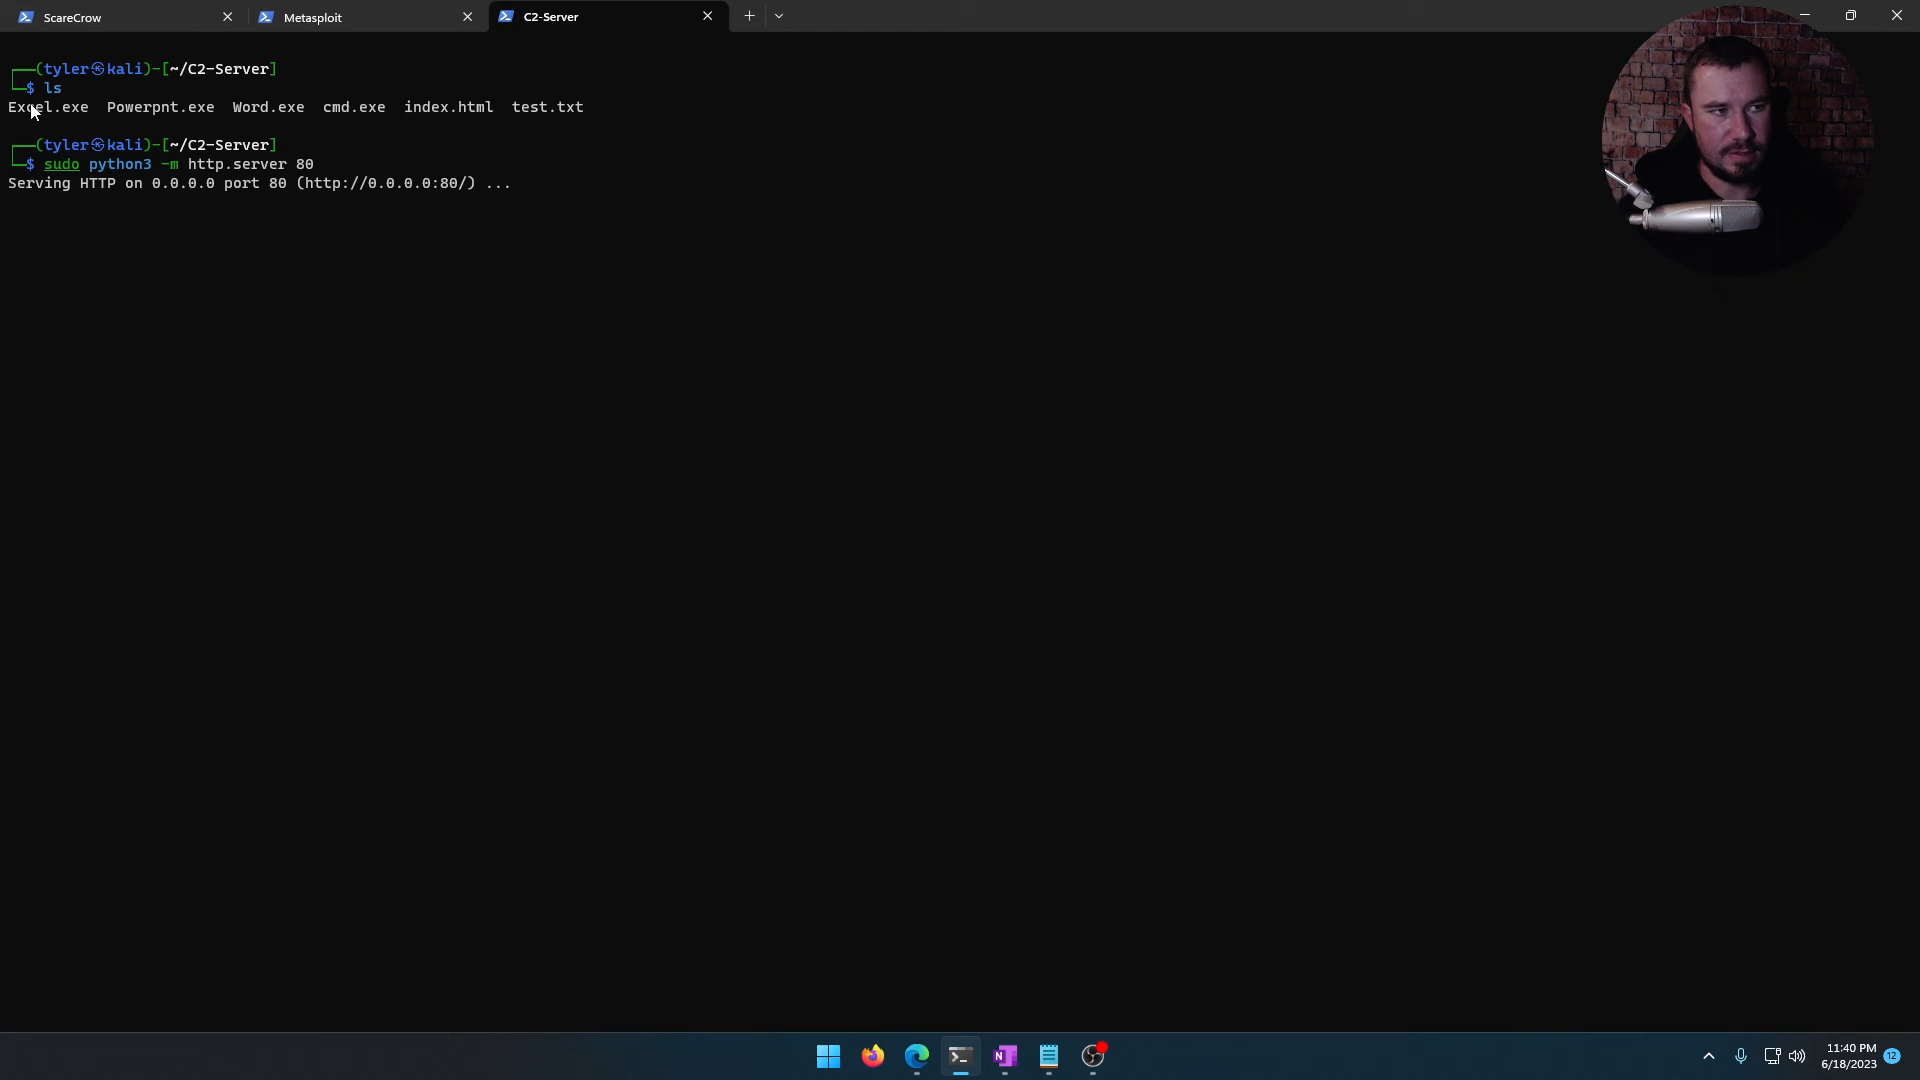 ScareCrow
Metasploit
C2-Server
┌──(tyler㉿kali)-[~/C2-Server]
└─$ ls
Excel.exe  Powerpnt.exe  Word.exe  cmd.exe  index.html  test.txt
┌──(tyler㉿kali)-[~/C2-Server]
└─$ sudo python3 -m http.server 80
Serving HTTP on 0.0.0.0 port 80 (http://0.0.0.0:80/) ...
11:40 PM
6/18/2023
12